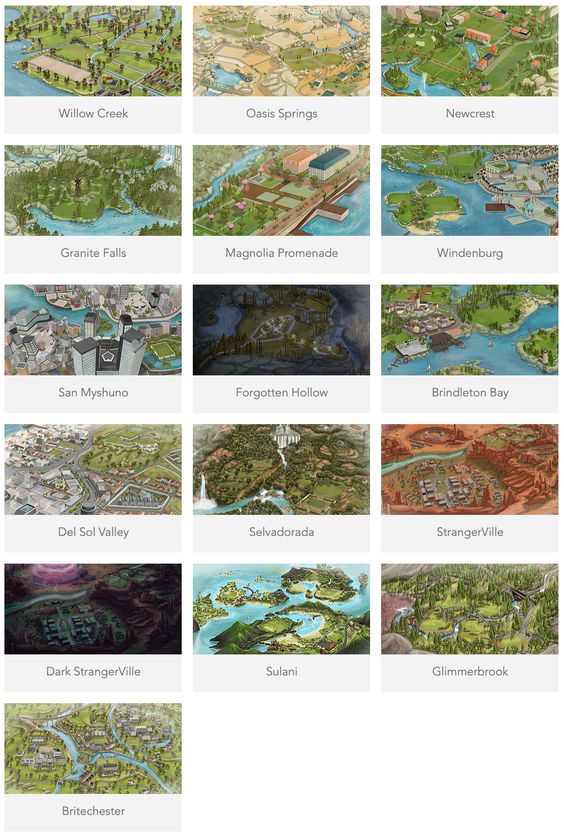 Willow Creek
Oasis Springs
Newcrest
Granite Falls
Magnolia Promenade
Windenburg
San Myshuno
Forgotten Hollow
Brindleton Bay
Del Sol Valley
Selvadorada
StrangerVille
Dark StrangerVille
Sulani
Glimmerbrook
Britechester